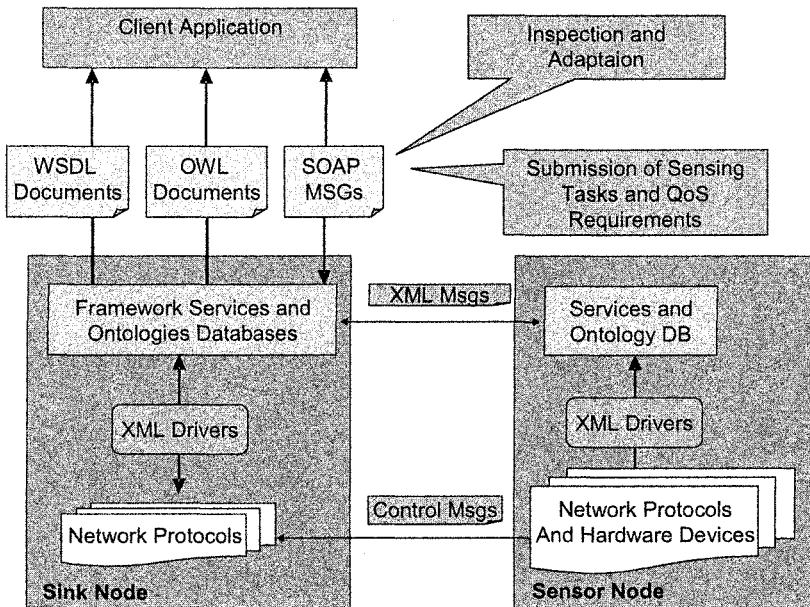 Client Application
Inspection and
Adaptaion
WSDL
Documents
OWL
Documents
SOAP
MSGs
Submission of Sensing
Tasks and QoS
Requirements
Framework Services and
Ontologies Databases
XML Msgs
Services and
Ontology DB
XML Drivers
XML Drivers
Network Protocols
Control Msgs
Network Protocols
And Hardware Devices
Sink Node
Sensor Node